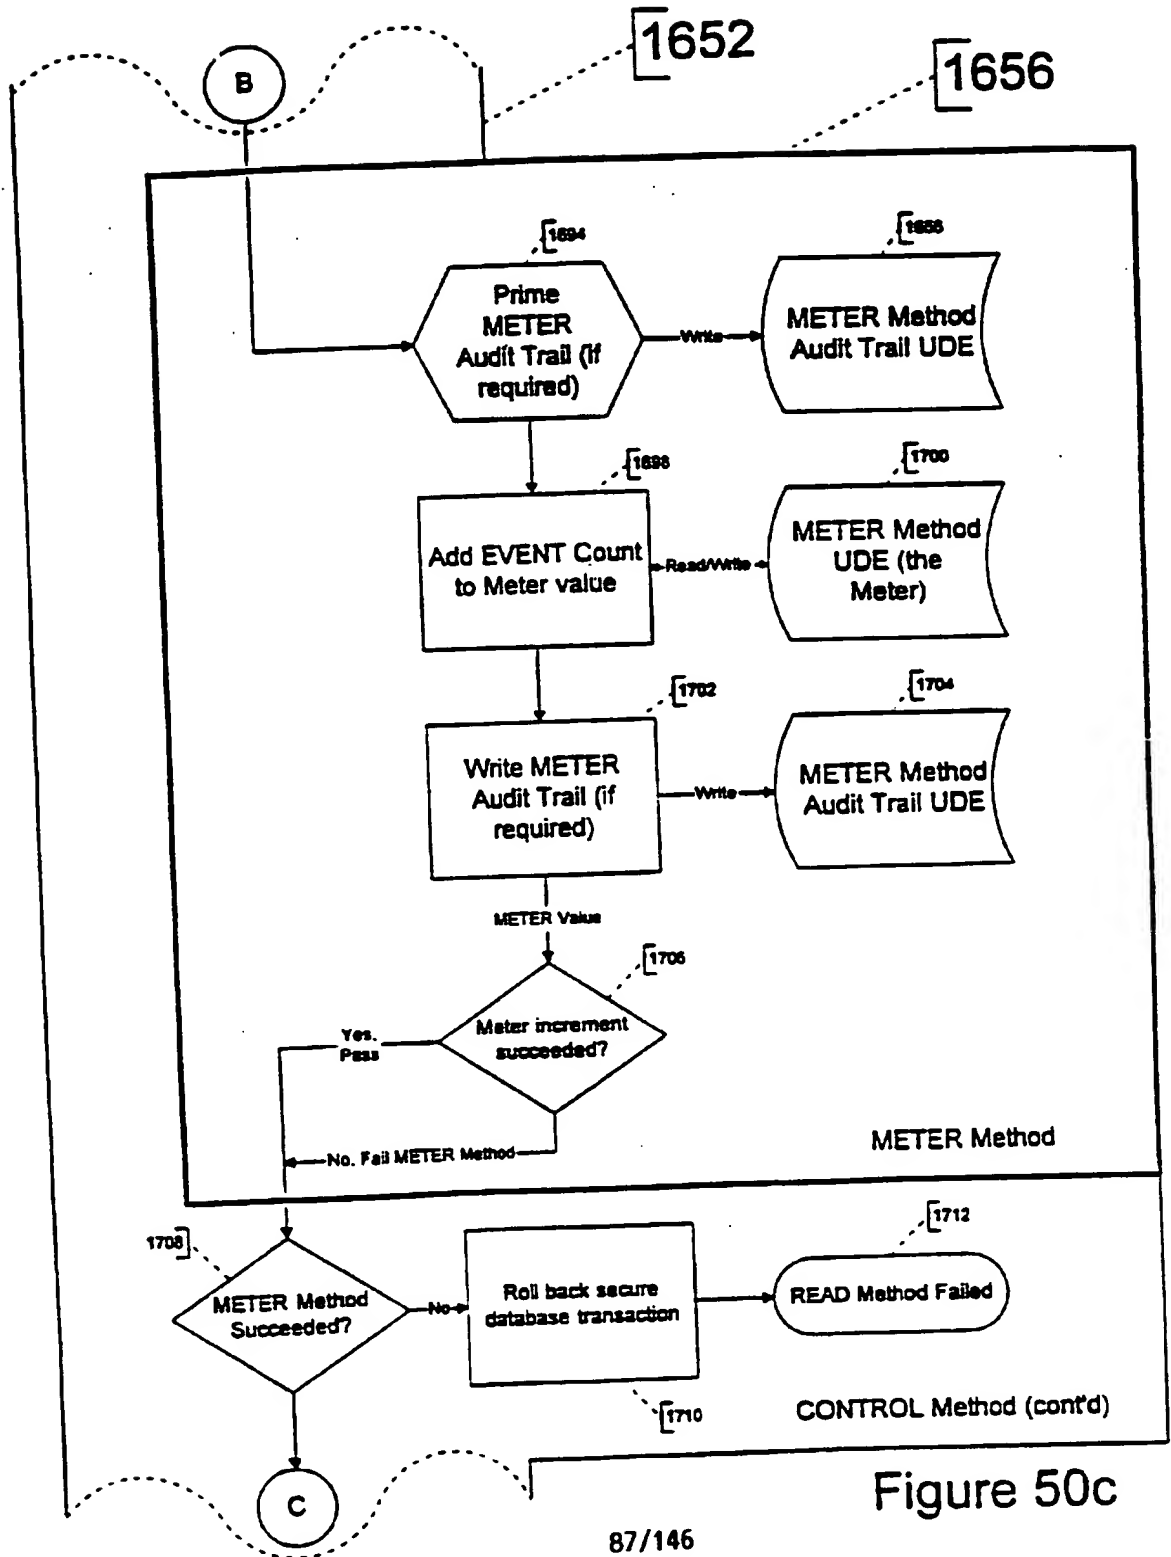 1652
1656
B
1694
Prime
METER
Audit Trail (if
required)
Write
METER Method
Audit Trail UDE
1698
Add EVENT Count
to Meter value
Read/Write
1700
METER Method
UDE (the
Meter)
1702
Write METER
Audit Trail (if
required)
Write
1704
METER Method
Audit Trail UDE
METER Value
1706
Meter increment
succeeded?
Yes.
Pass
No. Fail METER Method
METER Method
1708
METER Method
Succeeded?
No
Roll back secure
database transaction
1710
1712
READ Method Failed
CONTROL Method (cont'd)
C
Figure 50c
87/146